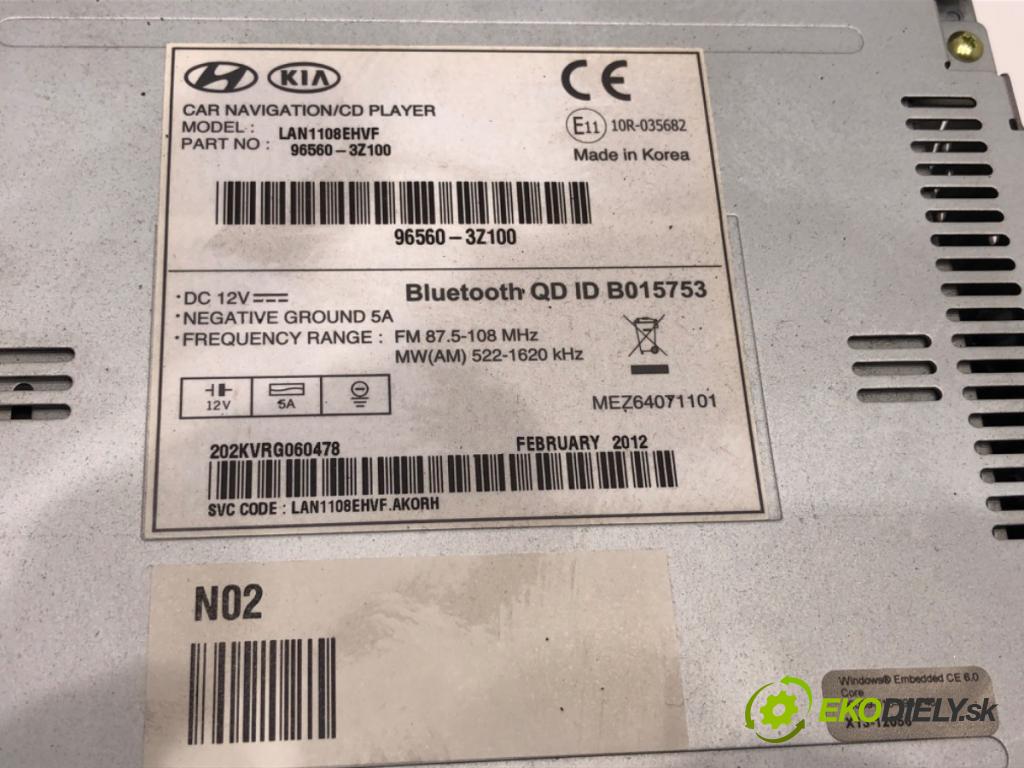 KIA
CE
CAR NAVIGATION/CD PLAYER
MODEL : LAN1108EHVF
PART NO : 96560-3Z100
E11 10R-035682
Made in Korea
96560-3Z100
·DC 12V
·NEGATIVE GROUND 5A
·FREQUENCY RANGE : FM 87.5-108 MHz
MW(AM) 522-1620 kHz
Bluetooth QD ID B015753
12V
5A
MEZ64071101
202KVRG060478
FEBRUARY 2012
SVC CODE : LAN1108EHVF.AKORH
N02
Windows® Embedded CE 6.0
Core
EKODIELY.sk